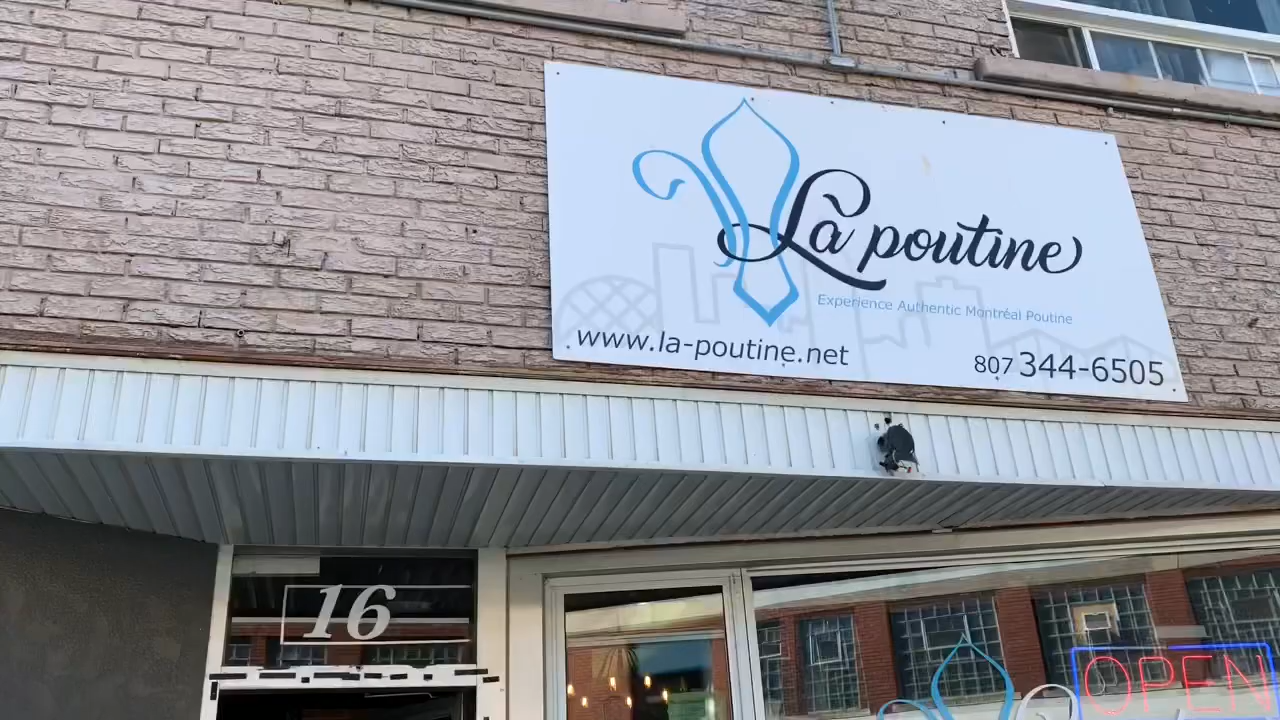 La poutine
Experience Authentic Montréal Poutine
www.la-poutine.net
807 344-6505
16
OPEN